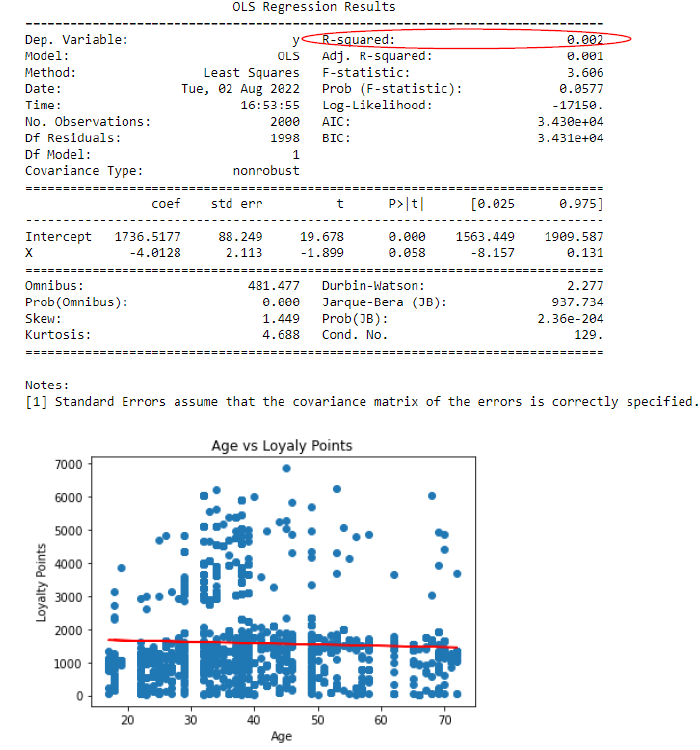 OLS Regression Results
==============================================================================
Dep. Variable: y R-squared: 0.002
Model: OLS Adj. R-squared: 0.001
Method: Least Squares F-statistic: 3.606
Date: Tue, 02 Aug 2022 Prob (F-statistic): 0.0577
Time: 16:53:55 Log-Likelihood: -17150.
No. Observations: 2000 AIC: 3.430e+04
Df Residuals: 1998 BIC: 3.431e+04
Df Model: 1
Covariance Type: nonrobust
==============================================================================
coef std err t P>|t| [0.025 0.975]
------------------------------------------------------------------------------
Intercept 1736.5177 88.249 19.678 0.000 1563.449 1909.587
X -4.0128 2.113 -1.899 0.058 -8.157 0.131
==============================================================================
Omnibus: 481.477 Durbin-Watson: 2.277
Prob(Omnibus): 0.000 Jarque-Bera (JB): 937.734
Skew: 1.449 Prob(JB): 2.36e-204
Kurtosis: 4.688 Cond. No. 129.
==============================================================================
Notes:
[1] Standard Errors assume that the covariance matrix of the errors is correctly specified.
Age vs Loyaly Points
7000
6000
5000
4000
3000
2000
1000
0
Loyalty Points
20 30 40 50 60 70
Age